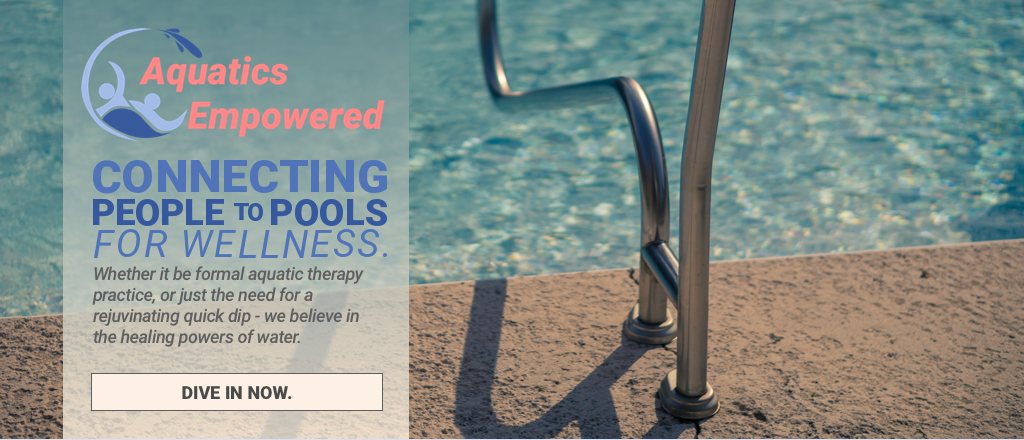 Aquatics
Empowered
CONNECTING
PEOPLE TO POOLS
FOR WELLNESS.
Whether it be formal aquatic therapy
practice, or just the need for a
rejuvinating quick dip - we believe in
the healing powers of water.
DIVE IN NOW.